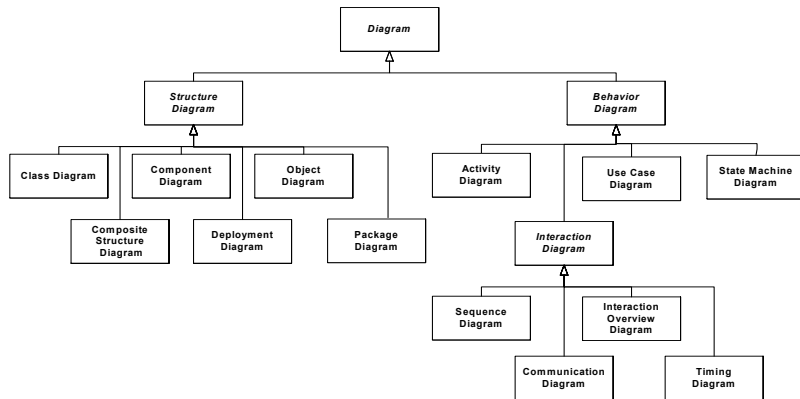 Diagram
Structure
Diagram
Behavior
Diagram
Class Diagram
Component
Diagram
Object
Diagram
Activity
Diagram
Use Case
Diagram
State Machine
Diagram
Composite
Structure
Diagram
Deployment
Diagram
Package
Diagram
Interaction
Diagram
Sequence
Diagram
Interaction
Overview
Diagram
Communication
Diagram
Timing
Diagram